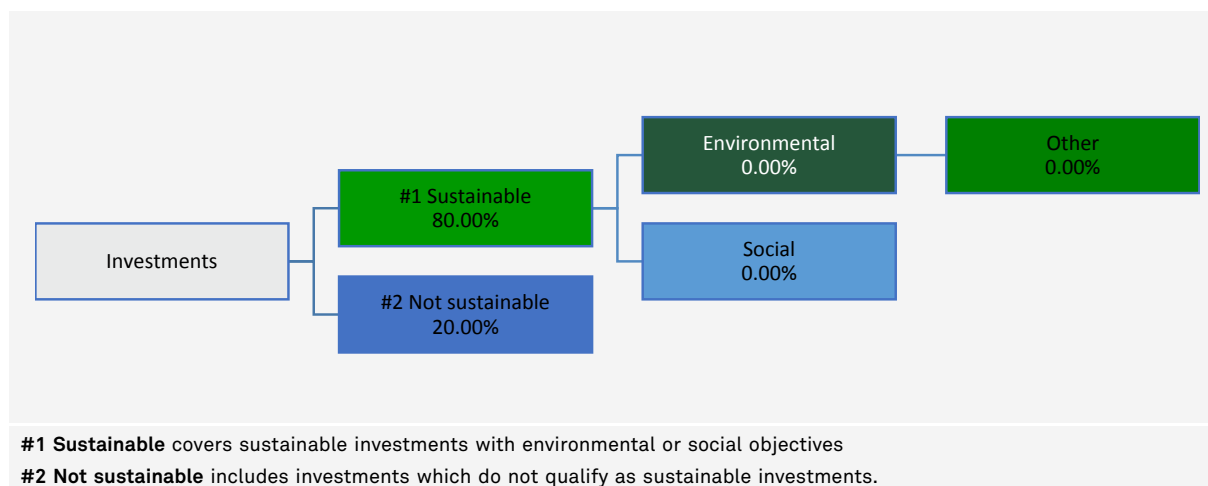 Environmental
0.00%
Other
0.00%
#1 Sustainable
80.00%
Social
0.00%
Investments
#2 Not sustainable
20.00%
#1 Sustainable covers sustainable investments with environmental or social objectives
#2 Not sustainable includes investments which do not qualify as sustainable investments.